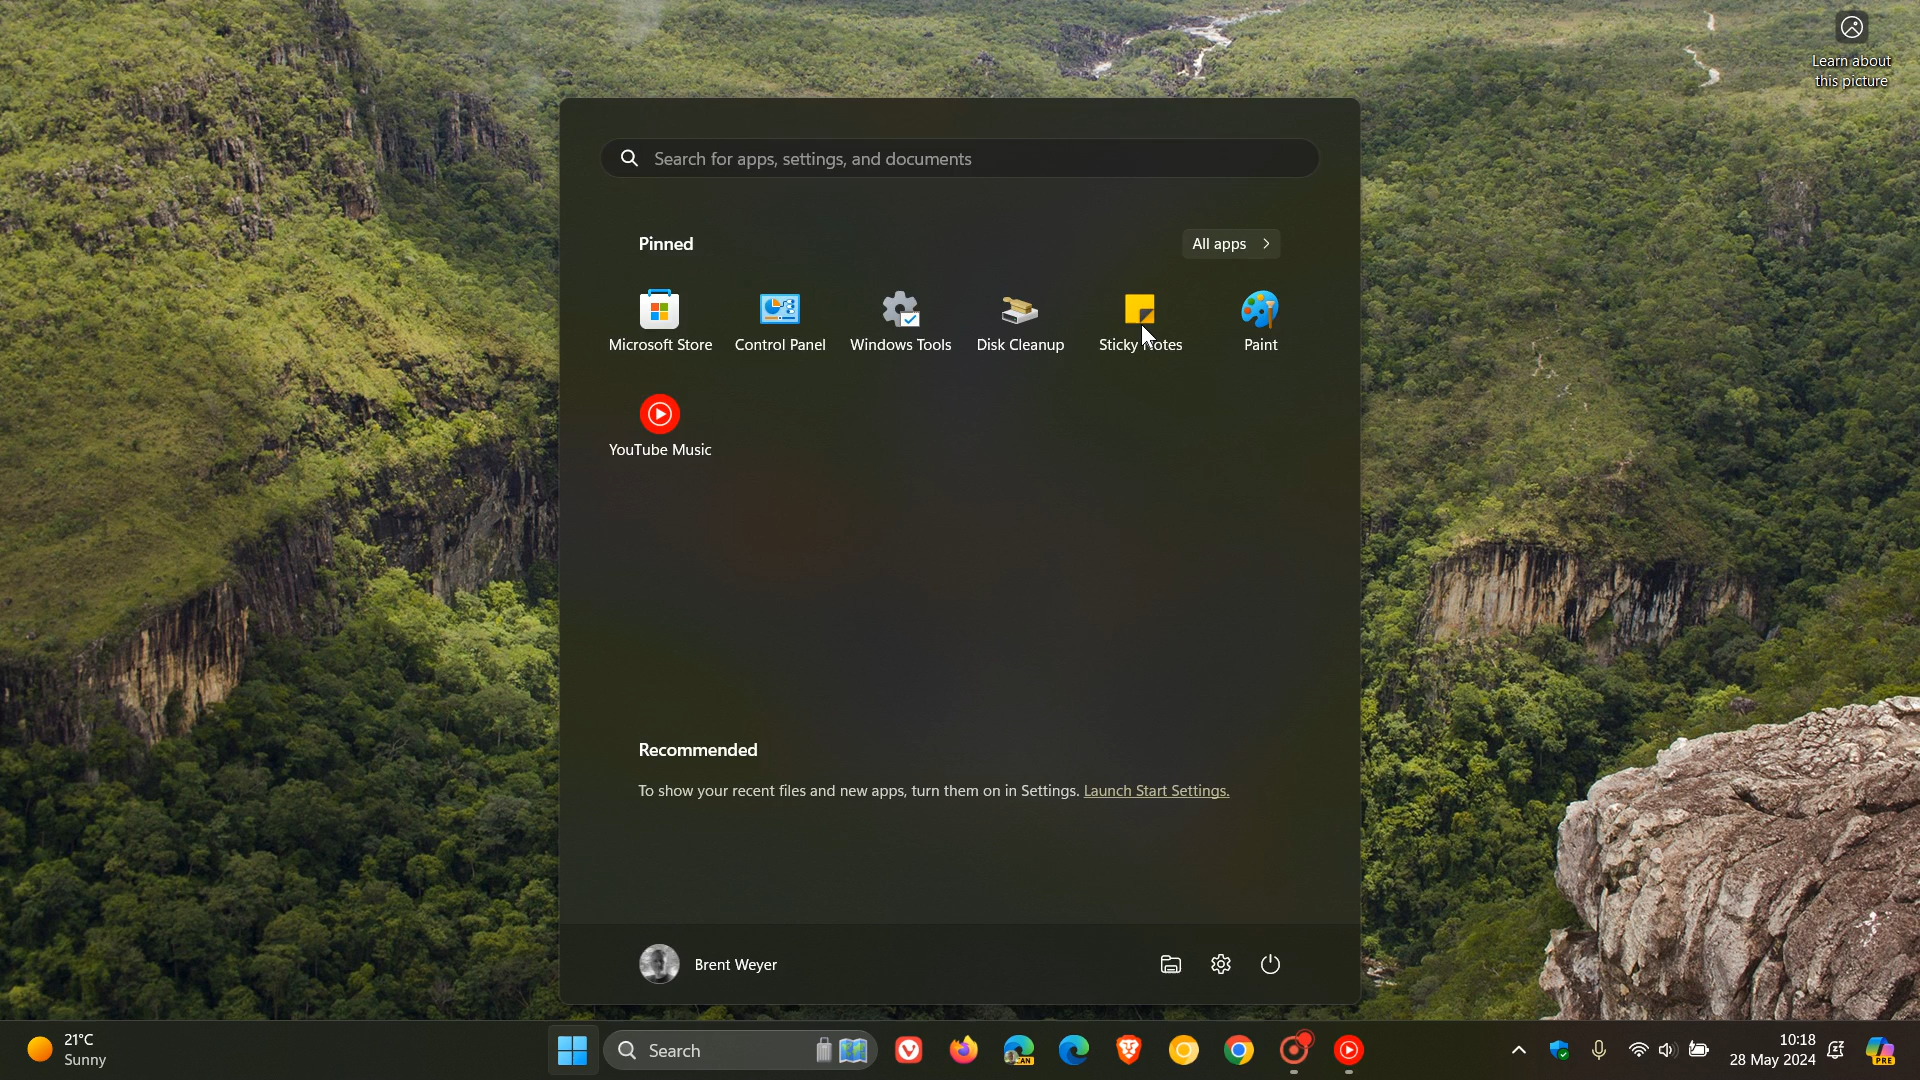 Learn about
this picture
Search for apps, settings, and documents
Pinned
All apps
Microsoft Store
Control Panel
Windows Tools
Disk Cleanup
Sticky Notes
Paint
YouTube Music
Recommended
To show your recent files and new apps, turn them on in Settings. Launch Start Settings.
Brent Weyer
21°C
Sunny
Search
CAN
10:18
28 May 2024
PRE